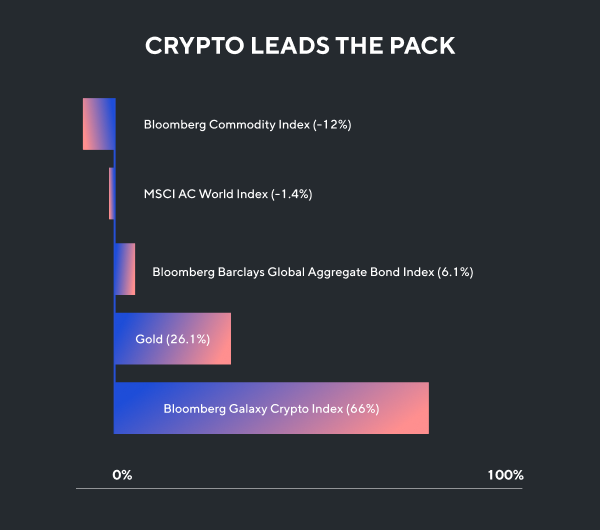 CRYPTO LEADS THE PACK
Bloomberg Commodity Index (-12%)
MSCI AC World Index (-1.4%)
Bloomberg Barclays Global Aggregate Bond Index (6.1%)
Gold (26.1%)
Bloomberg Galaxy Crypto Index (66%)
0% 100%